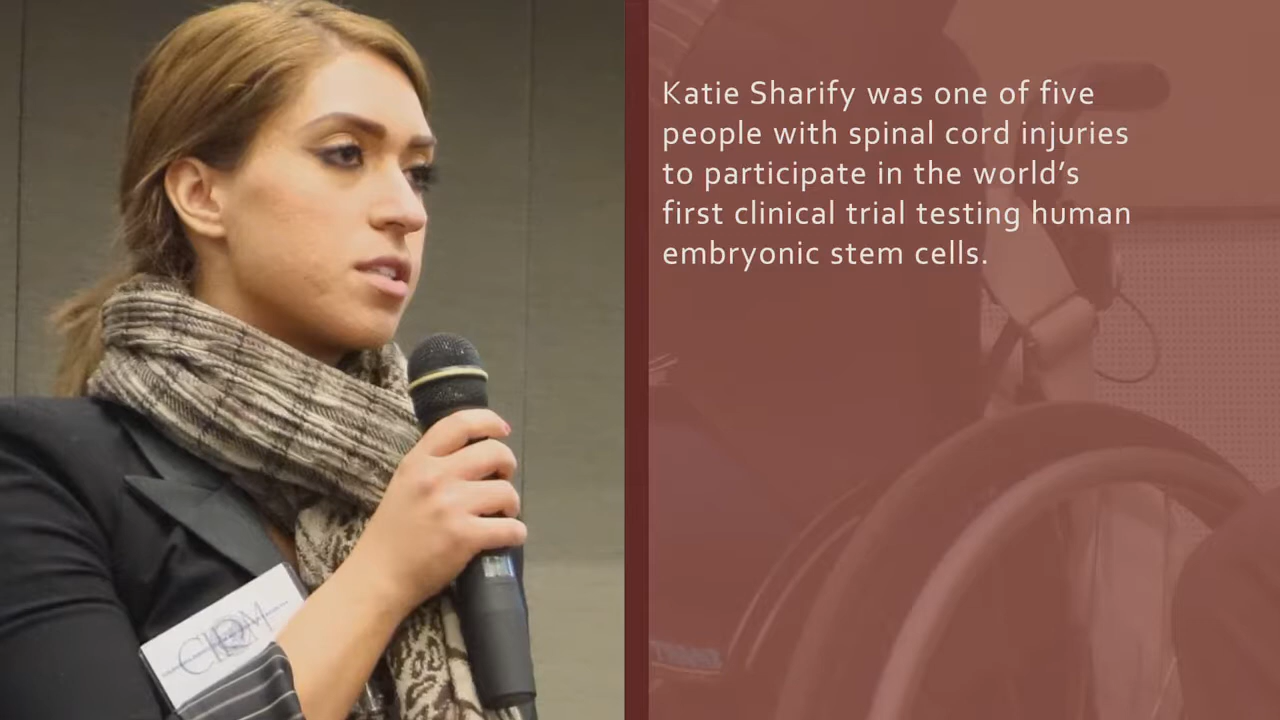 Katie Sharify was one of five
people with spinal cord injuries
to participate in the world’s
first clinical trial testing human
embryonic stem cells.
CIRM